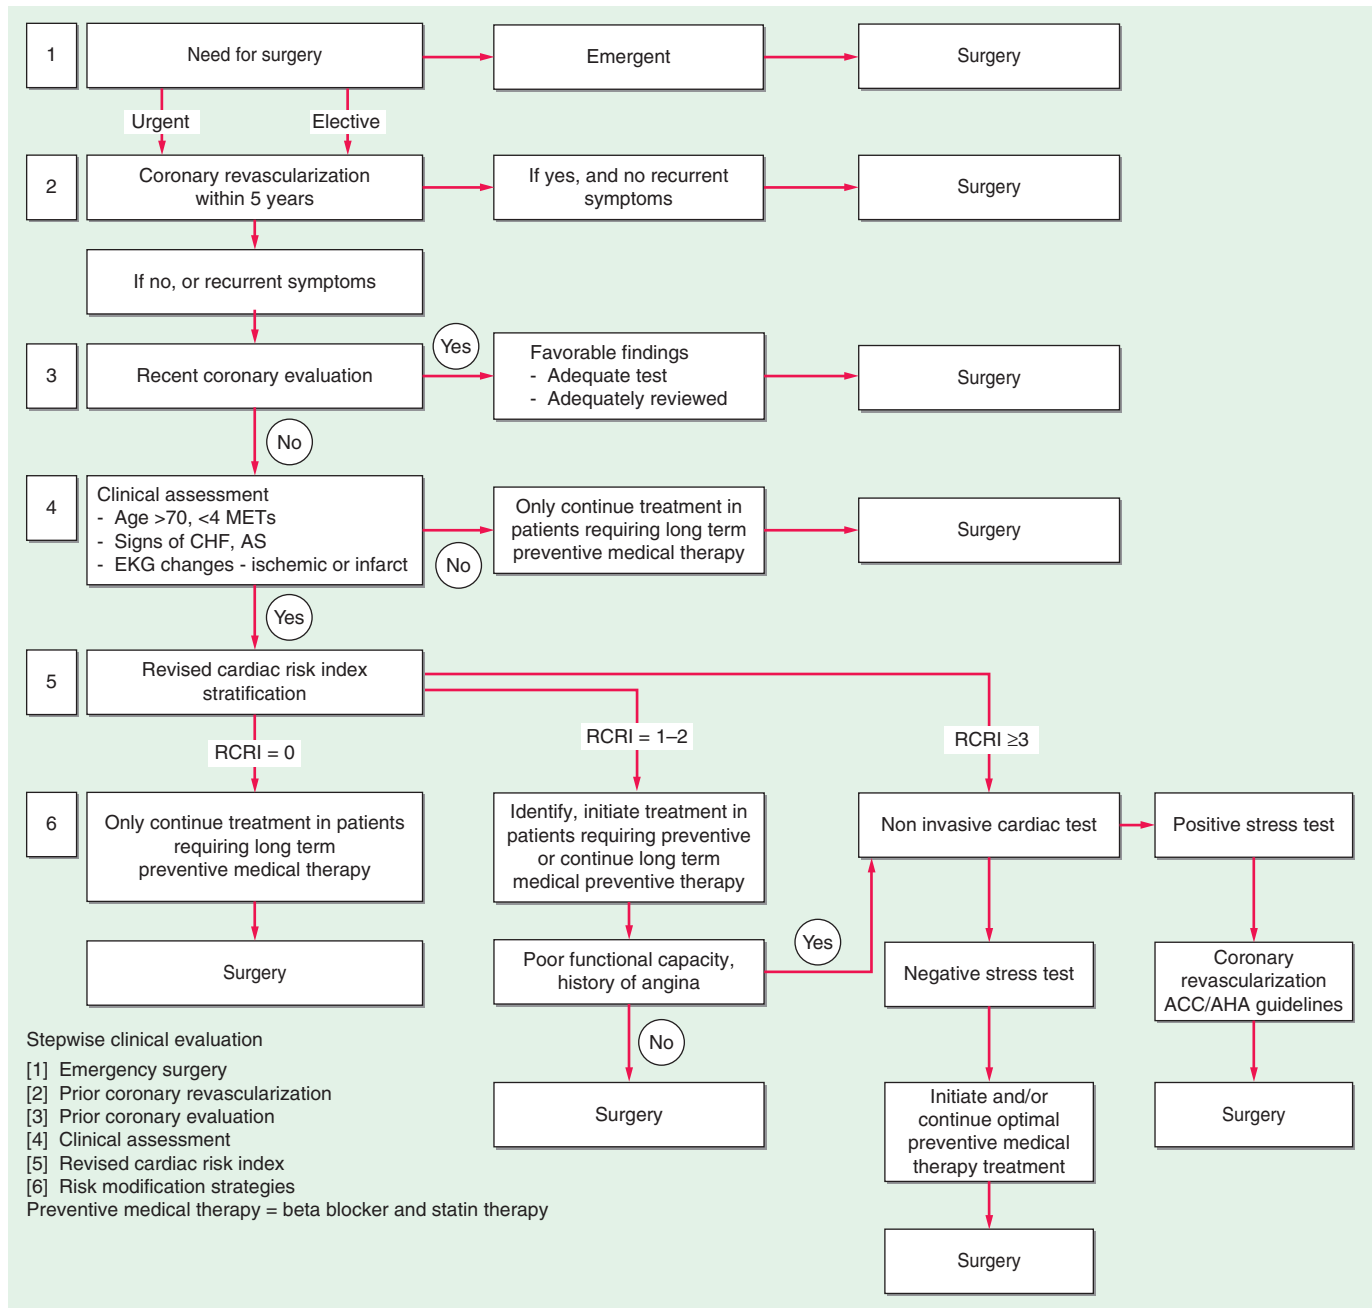 1
Need for surgery
Emergent
Surgery
Urgent
Elective
2
Coronary revascularization
within 5 years
If yes, and no recurrent
symptoms
Surgery
If no, or recurrent symptoms
3
Recent coronary evaluation
Yes
Favorable findings
- Adequate test
- Adequately reviewed
Surgery
No
4
Clinical assessment
- Age >70, <4 METs
- Signs of CHF, AS
- EKG changes - ischemic or infarct
No
Only continue treatment in
patients requiring long term
preventive medical therapy
Surgery
Yes
5
Revised cardiac risk index
stratification
RCRI = 0
RCRI = 1–2
RCRI ≥3
6
Only continue treatment in patients
requiring long term
preventive medical therapy
Identify, initiate treatment in
patients requiring preventive
or continue long term
medical preventive therapy
Non invasive cardiac test
Positive stress test
Surgery
Poor functional capacity,
history of angina
Yes
Negative stress test
Coronary
revascularization
ACC/AHA guidelines
No
Surgery
Initiate and/or
continue optimal
preventive medical
therapy treatment
Surgery
Surgery
Stepwise clinical evaluation
[1] Emergency surgery
[2] Prior coronary revascularization
[3] Prior coronary evaluation
[4] Clinical assessment
[5] Revised cardiac risk index
[6] Risk modification strategies
Preventive medical therapy = beta blocker and statin therapy